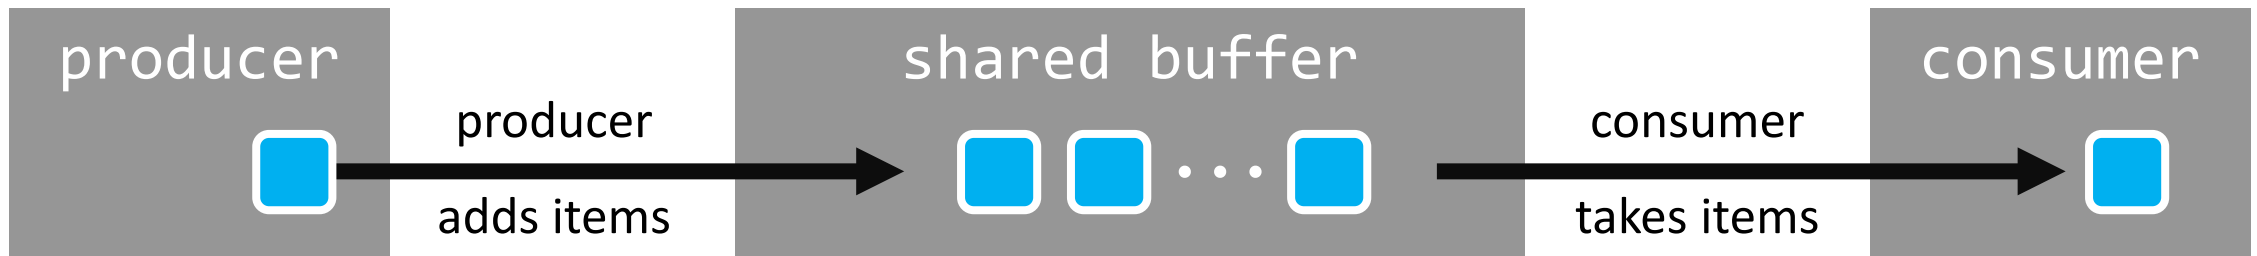 producer
producer
adds items
shared buffer
consumer
takes items
consumer